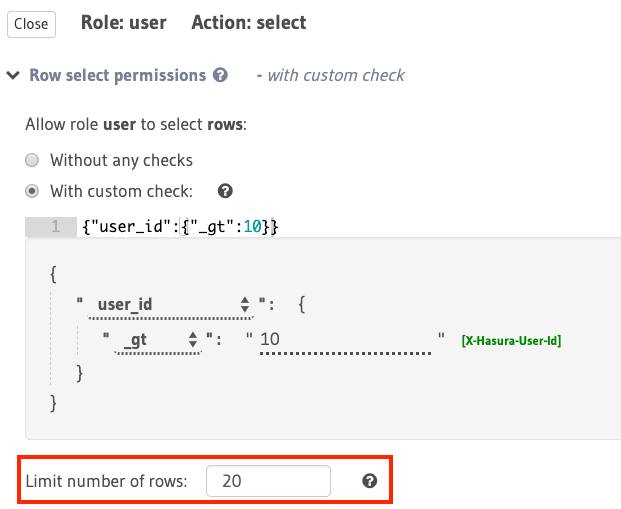 Close Role: user Action: select
Row select permissions ? - with custom check
Allow role user to select rows:
Without any checks
With custom check: ?
1 {"user_id":{"_gt":10}}
{
" user_id ": {
" _gt ": " 10 " [X-Hasura-User-Id]
}
}
Limit number of rows: 20 ?